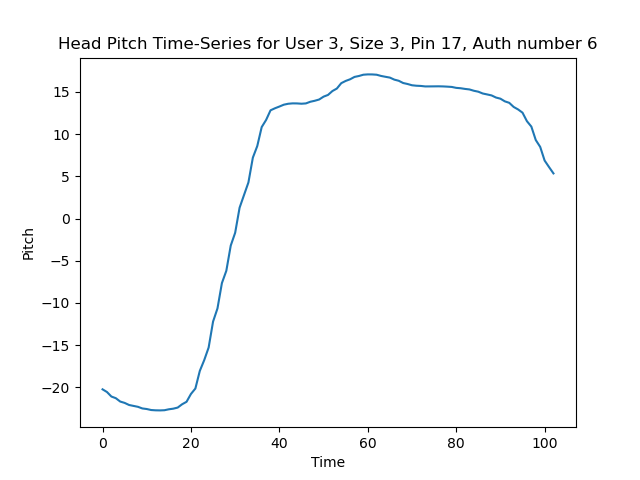 Head Pitch Time-Series for User 3, Size 3, Pin 17, Auth number 6
15
10
5
0
−5
−10
−15
−20
Pitch
0 20 40 60 80 100
Time